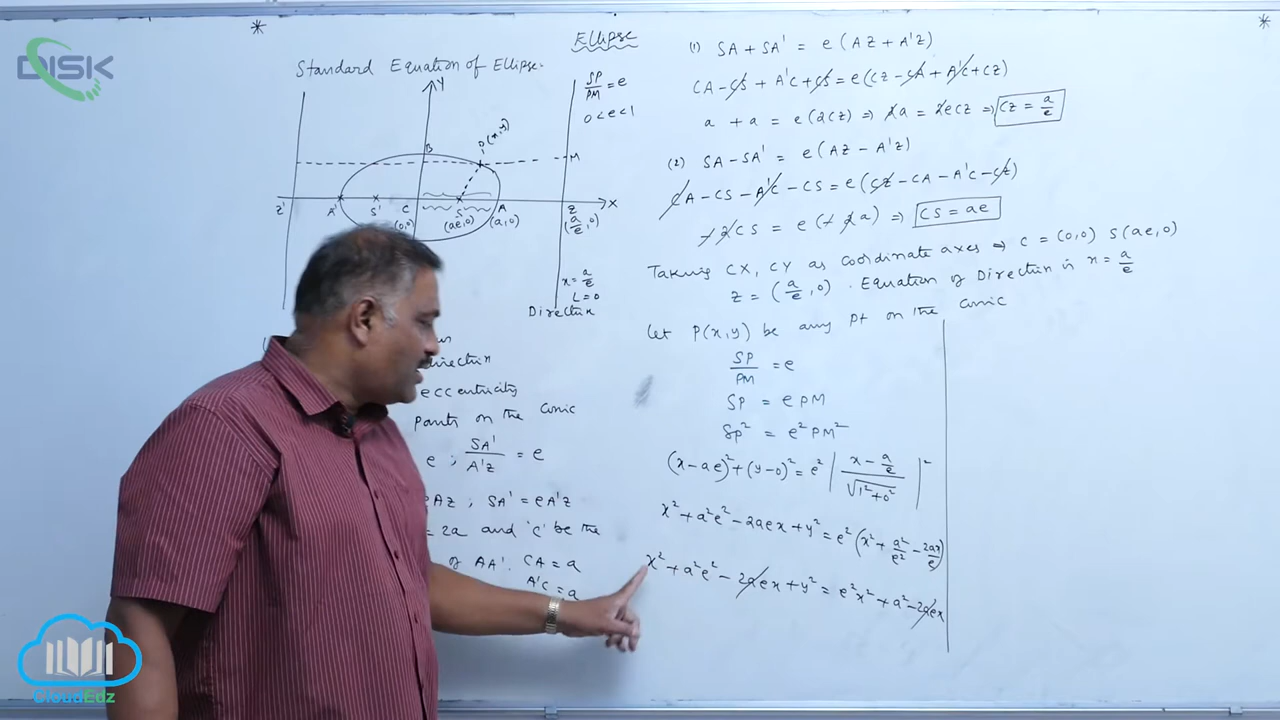 DISK
* Ellipse *
Standard Equation of Ellipse.
Y
SP/PM = e
0 < e < 1
P(x, y)
B
M
Z' A' S' C S A Z X
(0,0) (ae,0) (a,0) (a/e, 0)
x = a/e
L = 0
Directrix
directrix
eccentricity
points on the conic
e ; SA'/A'Z = e
eAZ ; SA' = eA'Z
= 2a and 'C' be the
of AA'. CA = a
A'C = a
(1) SA + SA' = e(AZ + A'Z)
CA - CS + A'C + CS = e(CZ - CA + A'C + CZ)
a + a = e(2CZ) ⇒ 2a = 2eCZ ⇒ CZ = a/e
(2) SA - SA' = e(AZ - A'Z)
CA - CS - A'C - CS = e(CZ - CA - A'C - CZ)
-2CS = e(-2a) ⇒ CS = ae
Taking CX, CY as coordinate axes ⇒ C = (0,0) S(ae,0)
Z = (a/e, 0) . Equation of Directrix is x = a/e
Let P(x,y) be any pt on the conic
SP/PM = e
SP = e PM
SP² = e² PM²
(x - ae)² + (y - 0)² = e² | (x - a/e)/√(1² + 0²) |²
x² + a²e² - 2aex + y² = e²(x² + a²/e² - 2ax/e)
x² + a²e² - 2aex + y² = e²x² + a² - 2aex
CloudEdz